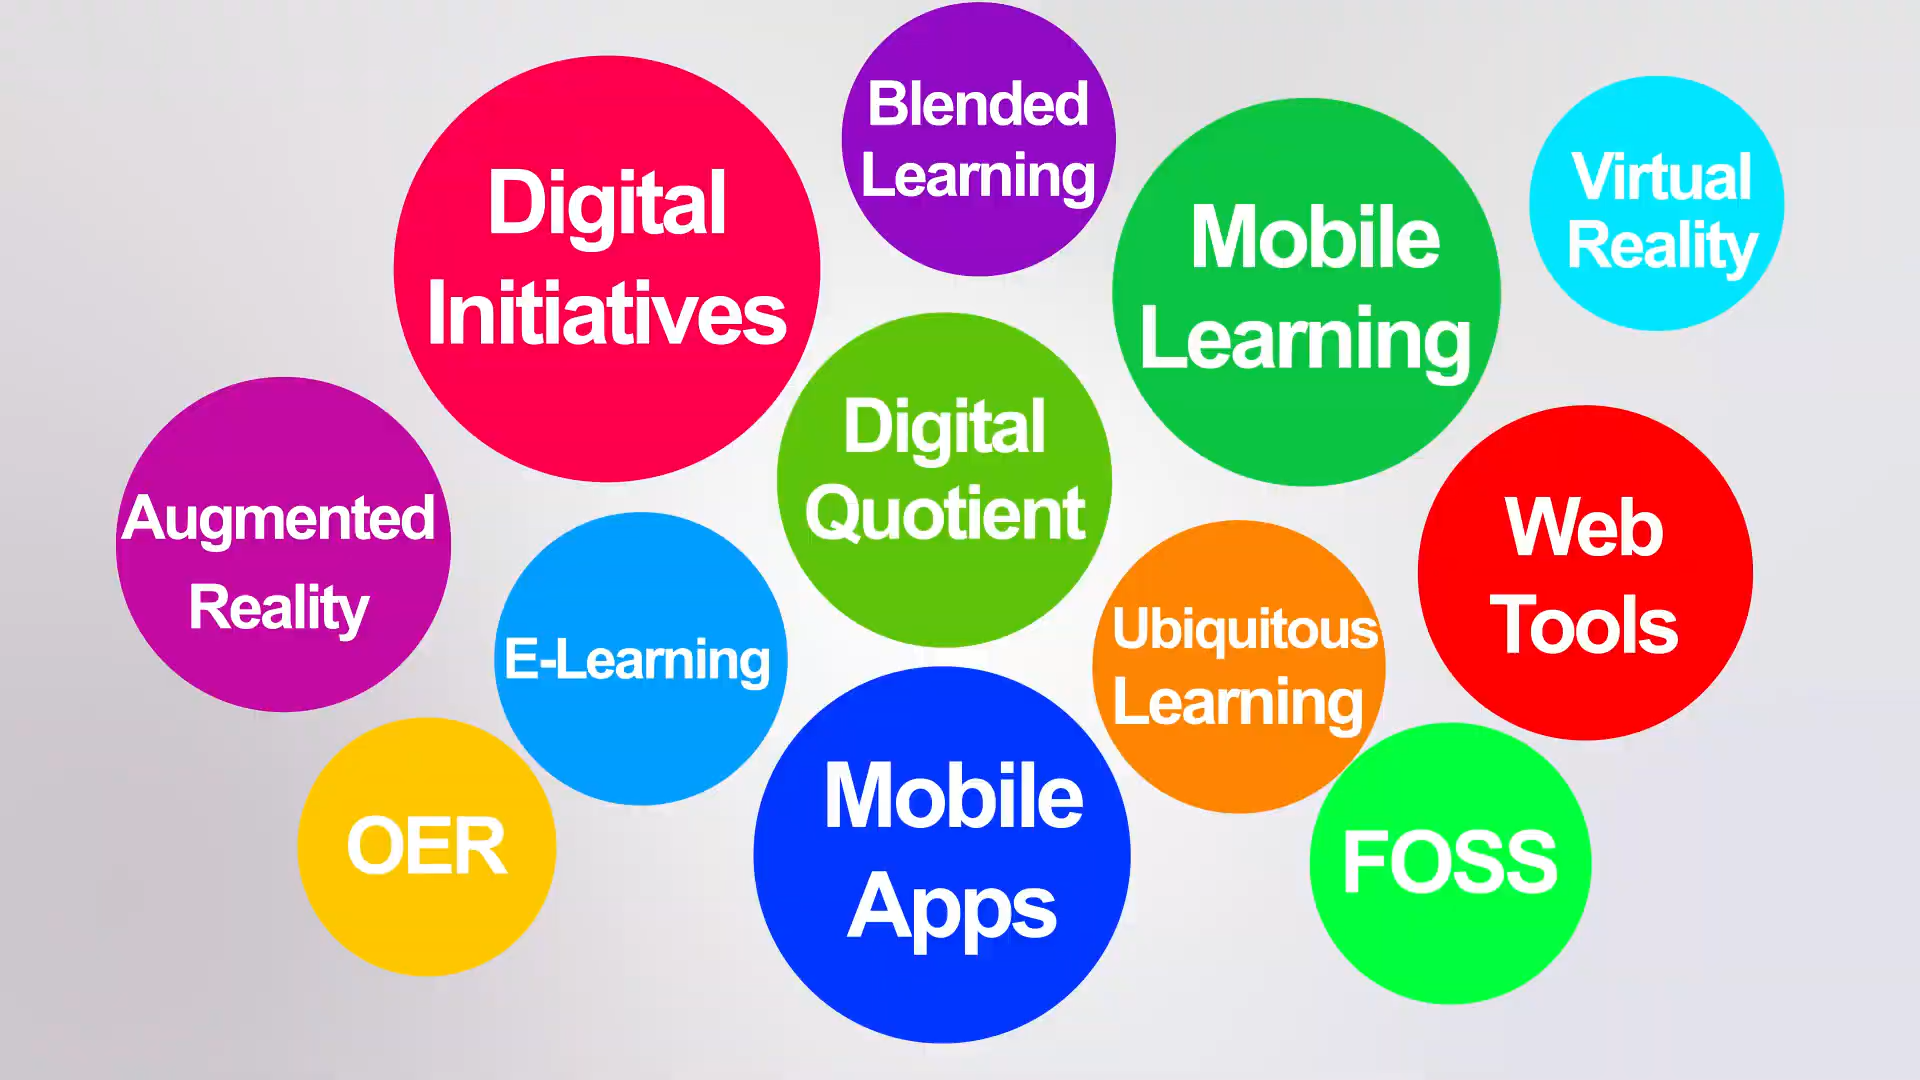 Blended
Learning
Digital
Initiatives
Mobile
Learning
Virtual
Reality
Digital
Quotient
Augmented
Reality
E-Learning
Ubiquitous
Learning
Web
Tools
OER
Mobile
Apps
FOSS